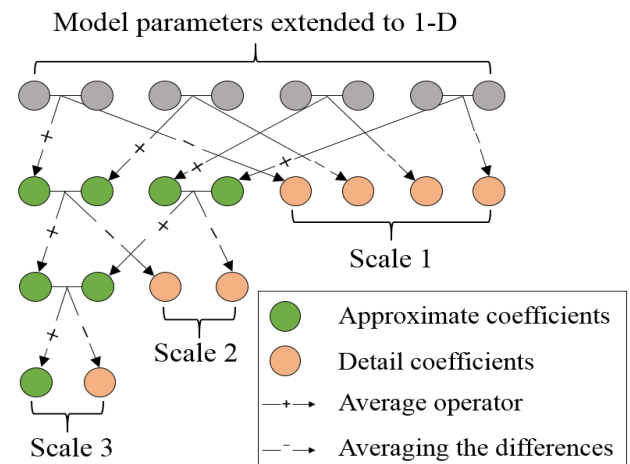 Model parameters extended to 1-D
+
+
+
+
Scale 1
+
+
Scale 2
+
Scale 3
Approximate coefficients
Detail coefficients
+ Average operator
− Averaging the differences